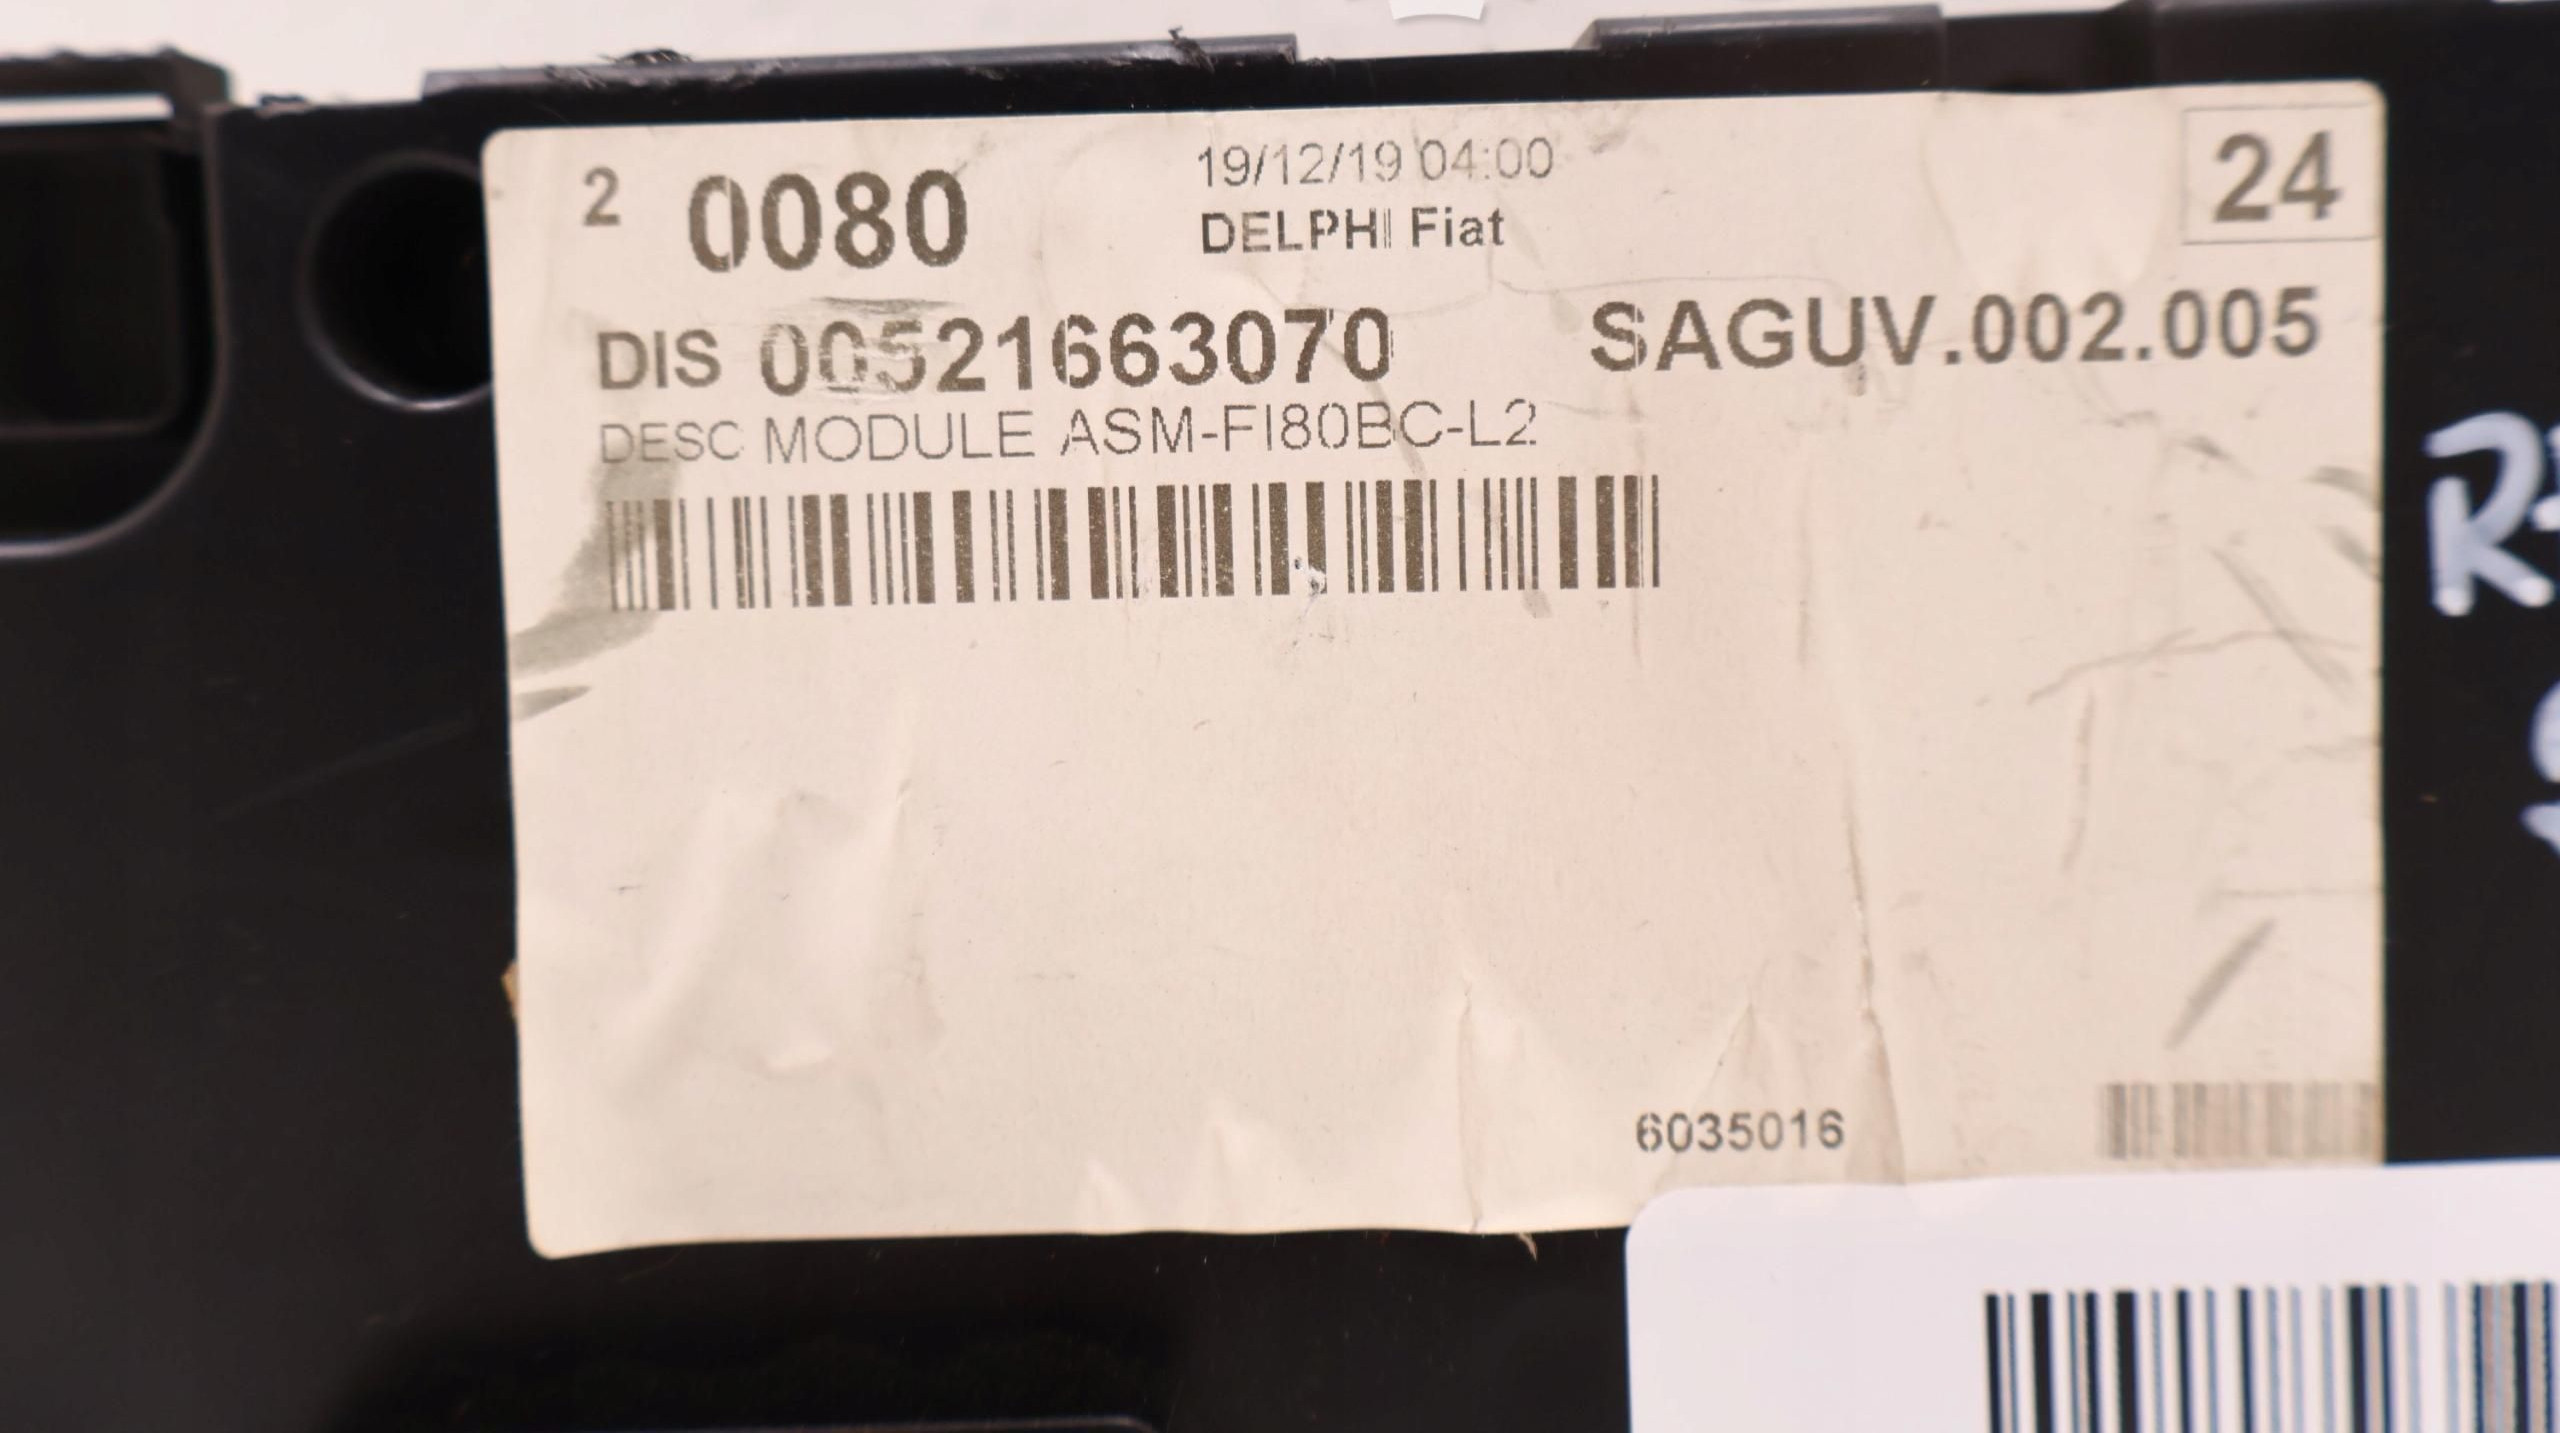 2 0080
19/12/19 04:00
DELPHI Fiat
24
DIS 00521663070 SAGUV.002.005
DESC MODULE ASM-FI80BC-L2
6035016